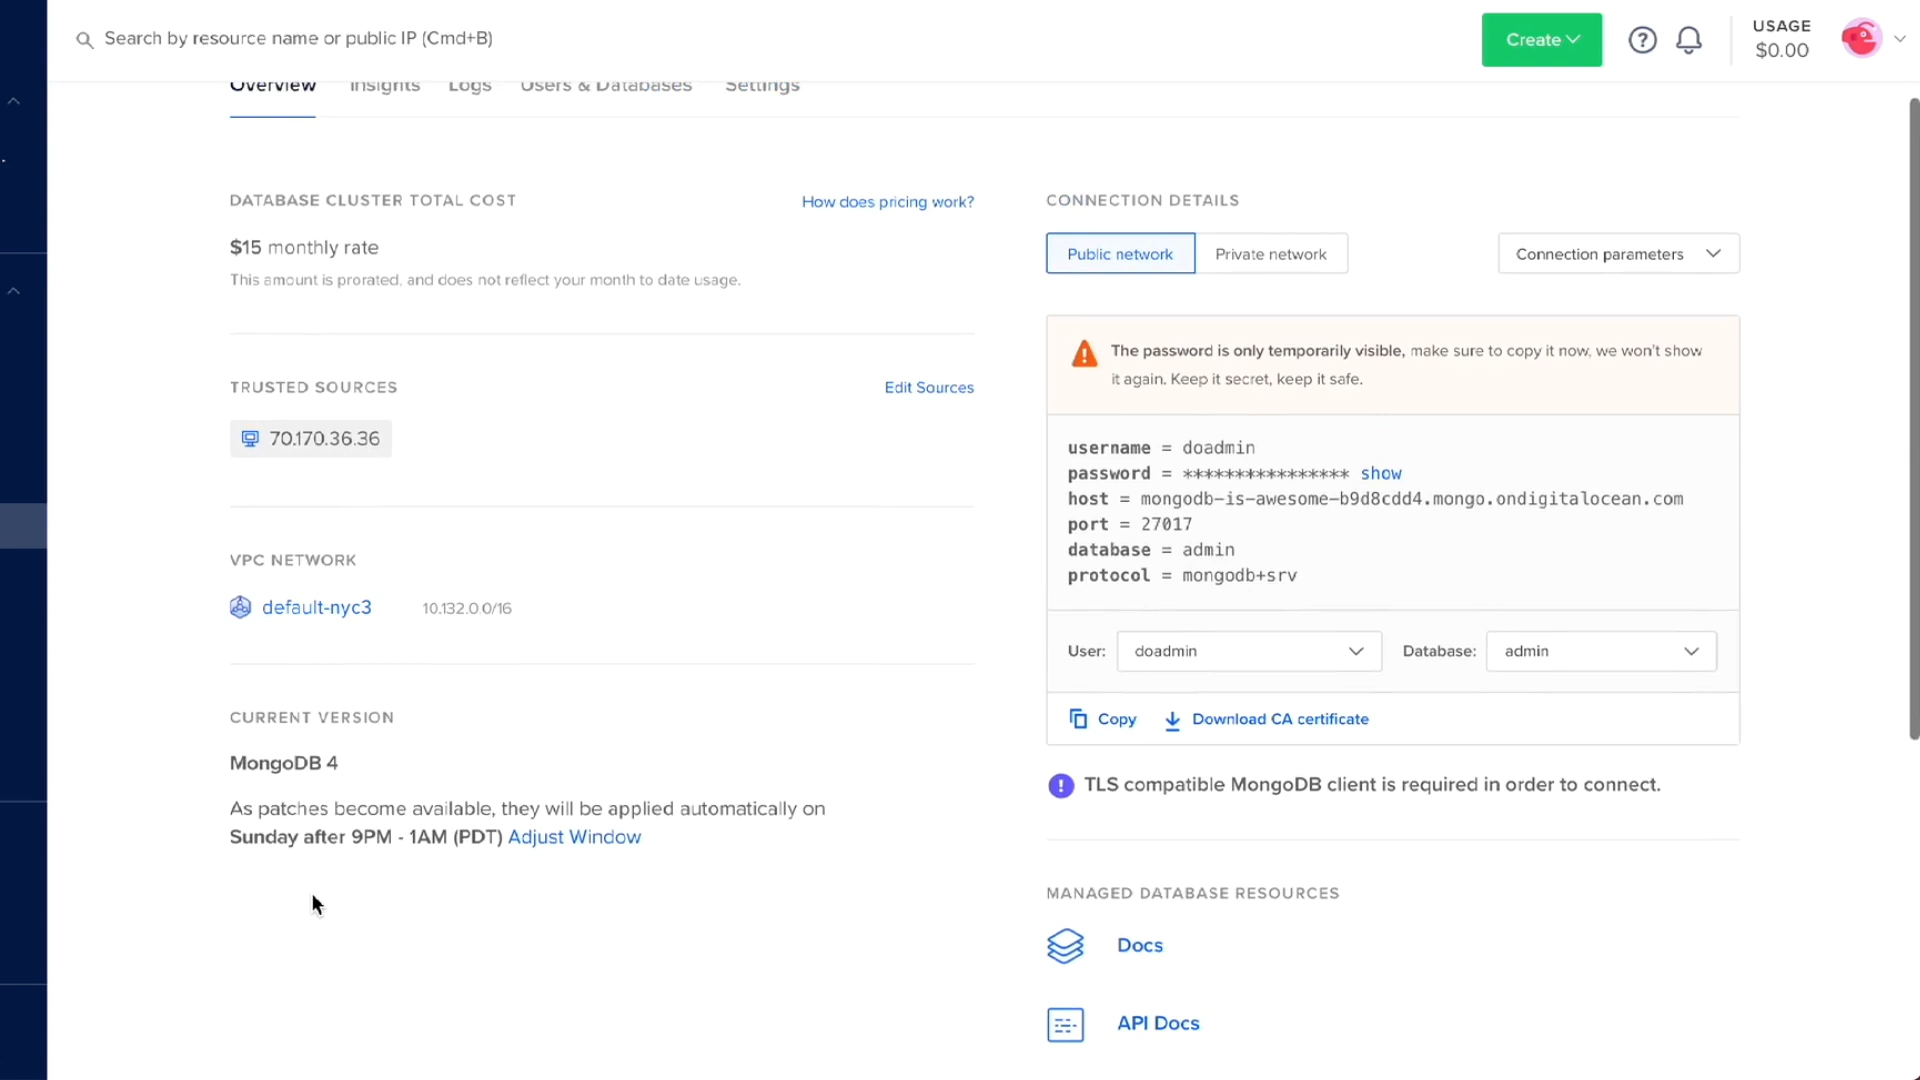 Search by resource name or public IP (Cmd+B)
Create
USAGE
$0.00
Overview Insights Logs Users & Databases Settings
DATABASE CLUSTER TOTAL COST
How does pricing work?
$15 monthly rate
This amount is prorated, and does not reflect your month to date usage.
TRUSTED SOURCES
Edit Sources
70.170.36.36
VPC NETWORK
default-nyc3 10.132.0.0/16
CURRENT VERSION
MongoDB 4
As patches become available, they will be applied automatically on
Sunday after 9PM - 1AM (PDT) Adjust Window
CONNECTION DETAILS
Public network Private network
Connection parameters
The password is only temporarily visible, make sure to copy it now, we won't show
it again. Keep it secret, keep it safe.
username = doadmin
password = **************** show
host = mongodb-is-awesome-b9d8cdd4.mongo.ondigitalocean.com
port = 27017
database = admin
protocol = mongodb+srv
User: doadmin Database: admin
Copy Download CA certificate
TLS compatible MongoDB client is required in order to connect.
MANAGED DATABASE RESOURCES
Docs
API Docs